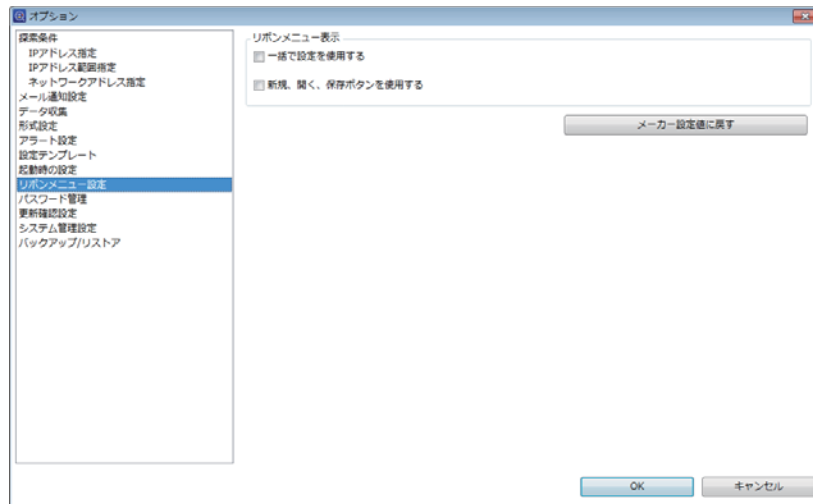 オプション
探索条件
IPアドレス指定
IPアドレス範囲指定
ネットワークアドレス指定
メール通知設定
データ収集
形式設定
アラート設定
設定テンプレート
起動時の設定
リボンメニュー設定
パスワード管理
更新確認設定
システム管理設定
バックアップ/リストア
リボンメニュー表示
一括で設定を使用する
新規、開く、保存ボタンを使用する
メーカー設定値に戻す
OK
キャンセル